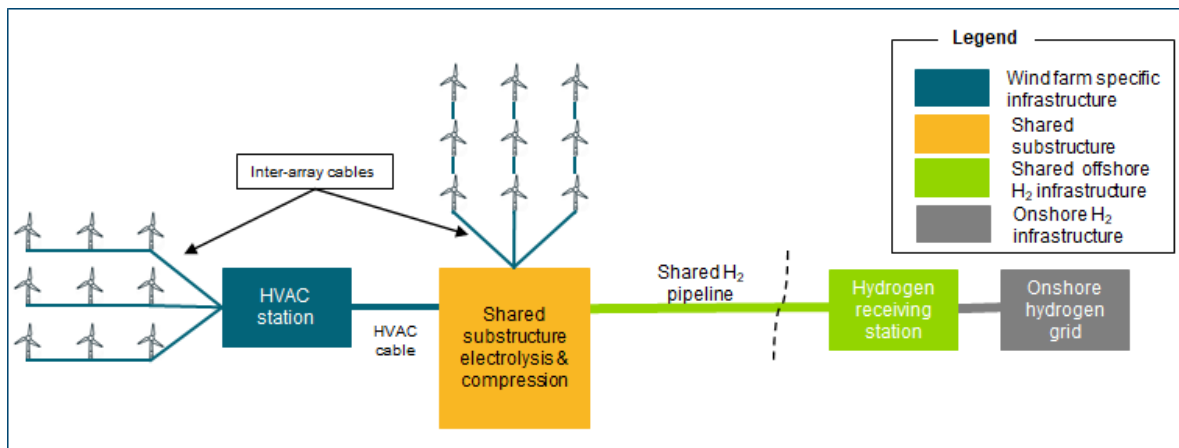 Legend
Wind farm specific
infrastructure
Shared
substructure
Shared offshore
H₂ infrastructure
Onshore H₂
infrastructure
Inter-array cables
HVAC
station
HVAC
cable
Shared
substructure
electrolysis &
compression
Shared H₂
pipeline
Hydrogen
receiving
station
Onshore
hydrogen
grid